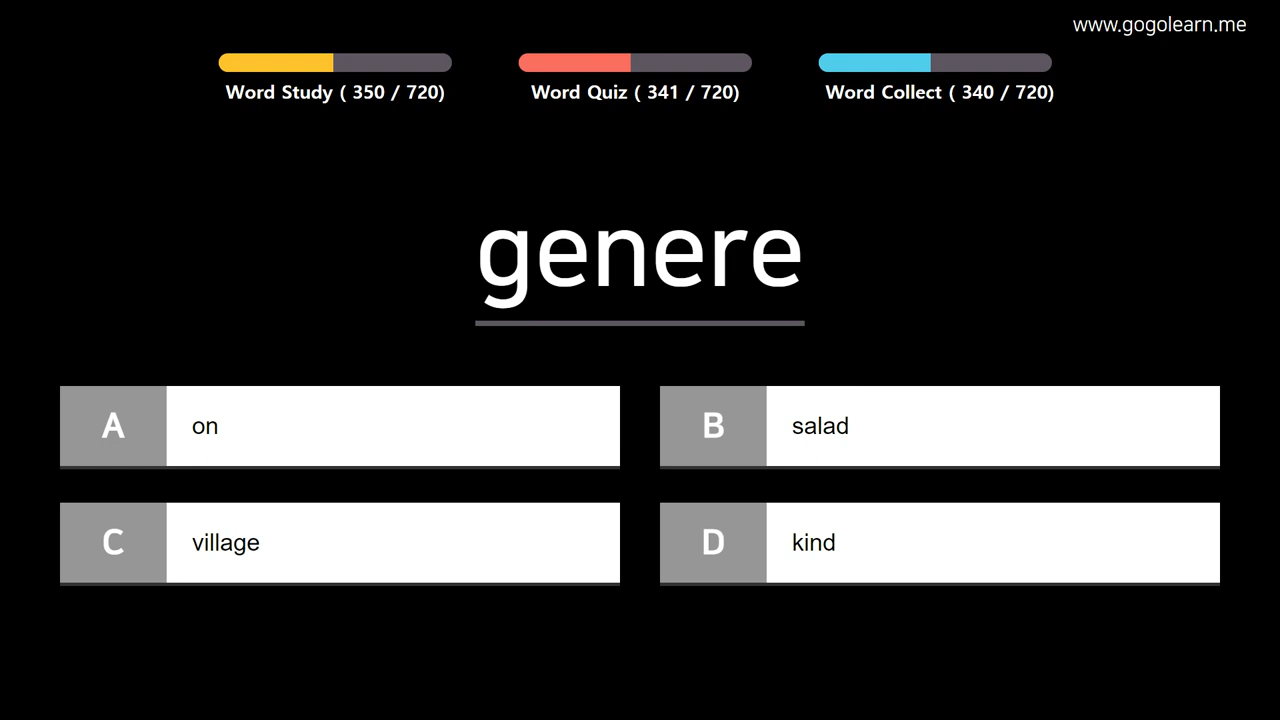 www.gogolearn.me
Word Study ( 350 / 720)
Word Quiz ( 341 / 720)
Word Collect ( 340 / 720)
genere
A on
B salad
C village
D kind